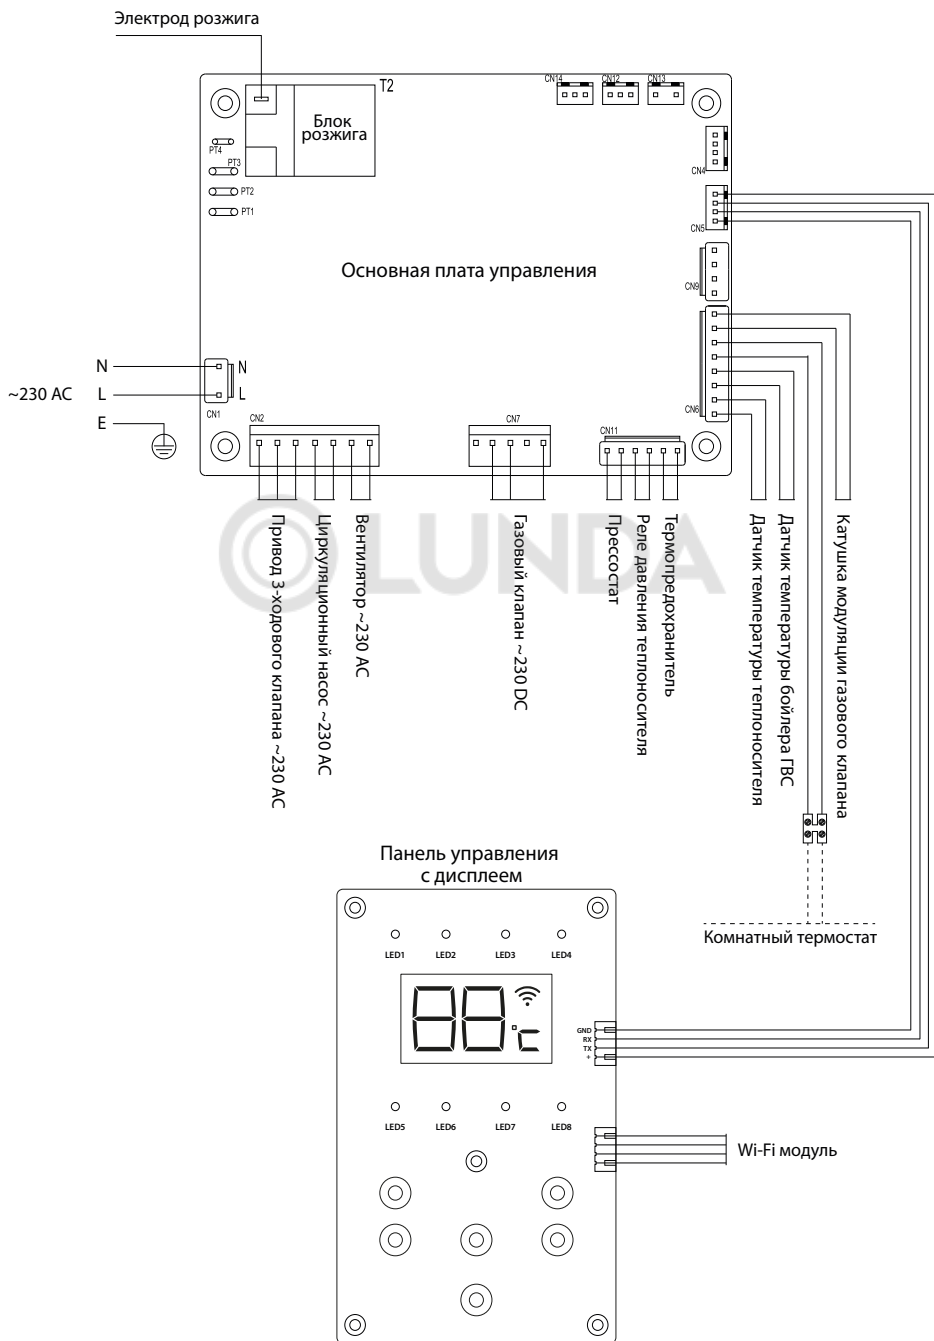 Электрод розжига
T2
Блок
розжига
CN14
CN12
CN13
PT4
PT3
PT2
PT1
CN4
CN5
Основная плата управления
CN9
N
N
~230 AC
L
L
E
CN1
CN2
CN7
CN11
CN6
Привод 3-ходового клапана ~230 AC
Циркуляционный насос ~230 AC
Вентилятор ~230 AC
Газовый клапан ~230 DC
Прессостат
Реле давления теплоносителя
Термопредохранитель
Датчик температуры теплоносителя
Датчик температуры бойлера ГВС
Катушка модуляции газового клапана
LUNDA
Комнатный термостат
Панель управления
с дисплеем
LED1
LED2
LED3
LED4
88 °C
GND
RX
TX
+
LED5
LED6
LED7
LED8
Wi-Fi модуль